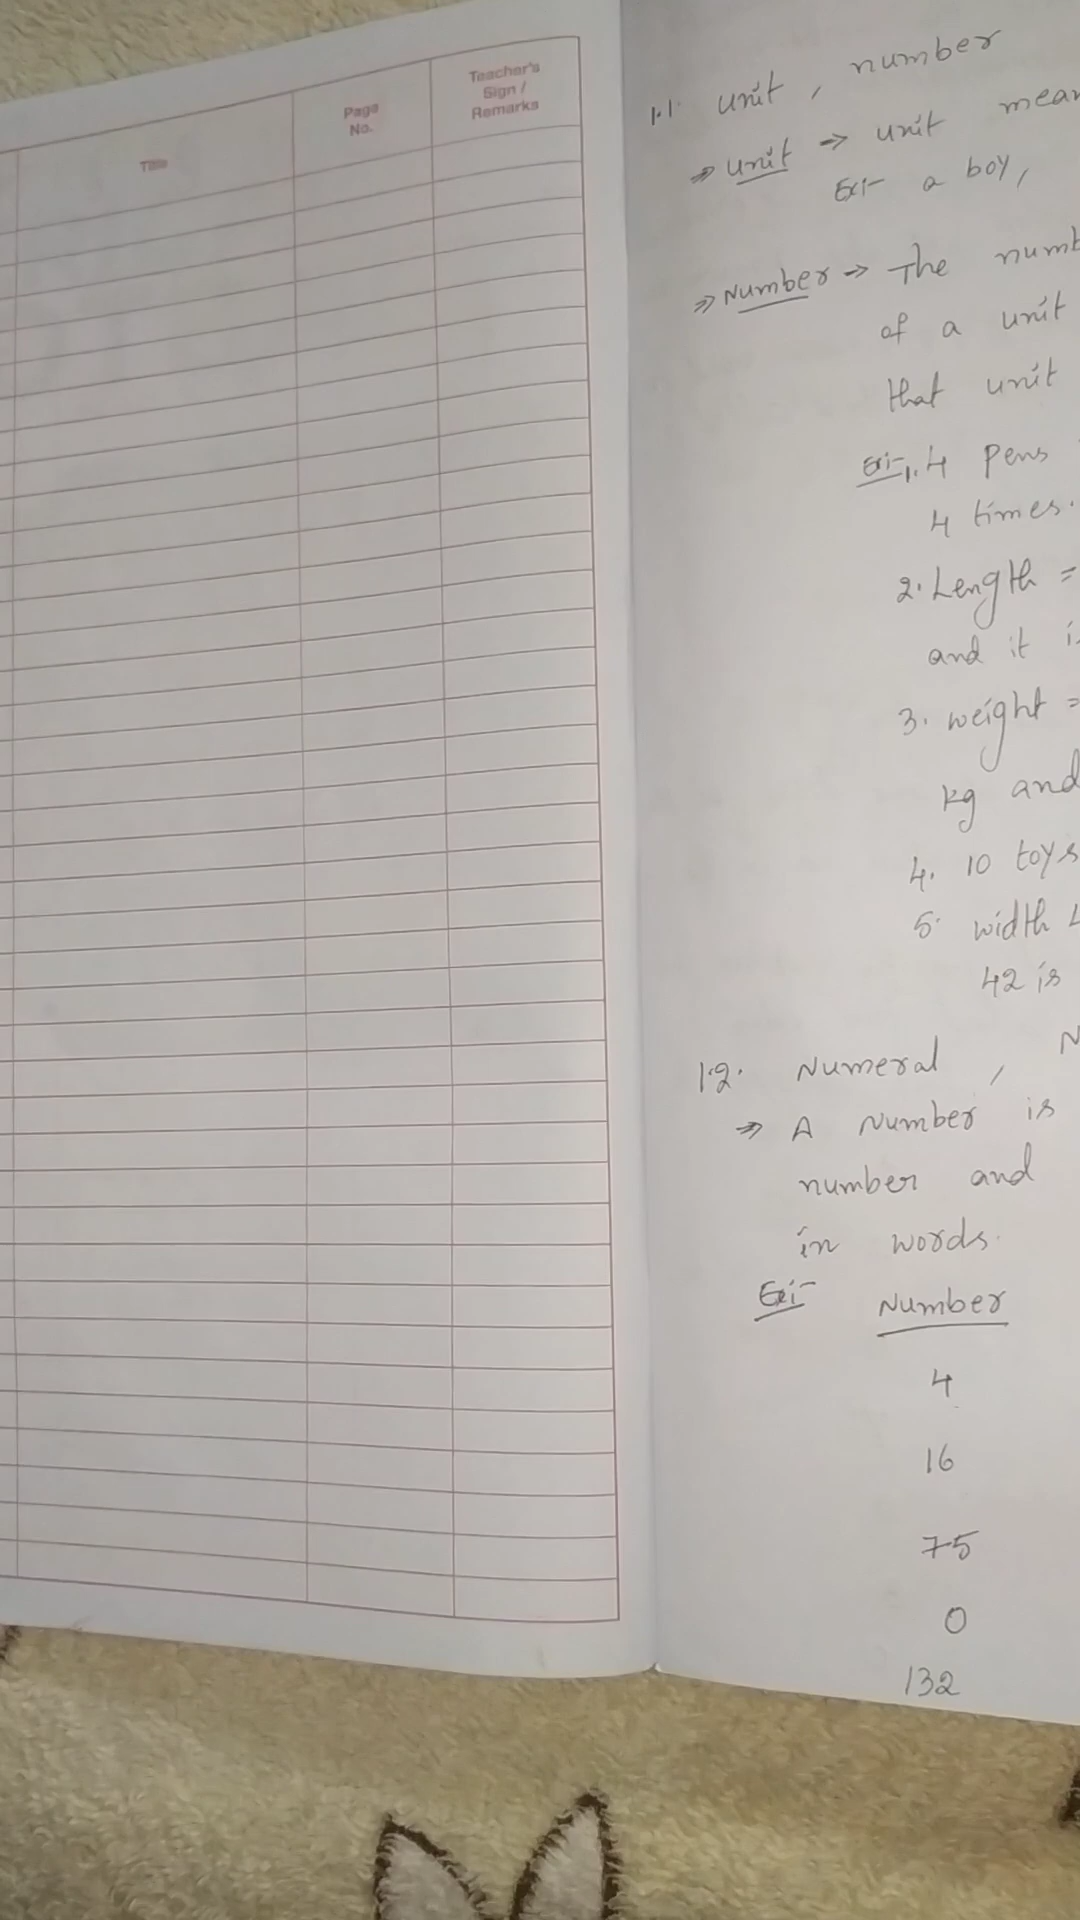 Title
Page
No.
Teacher's
Sign /
Remarks
1.1 unit, number
⇒ unit → unit mean
Ex:- a boy,
⇒ Number → The numb
of a unit
that unit
Ex:- 1. 4 pens
4 times.
2. Length =
and it is
3. weight =
kg and
4. 10 toys
5. width 4
42 is
1.2. Numeral, N
⇒ A Number is
number and
in words.
Ex:- Number
4
16
75
0
132